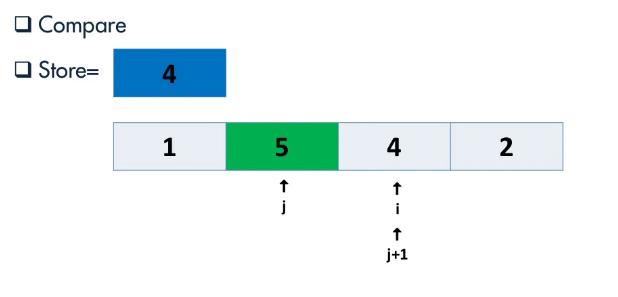 ❑ Compare
❑ Store= 4
1 5 4 2
↑ ↑
j i
↑
j+1